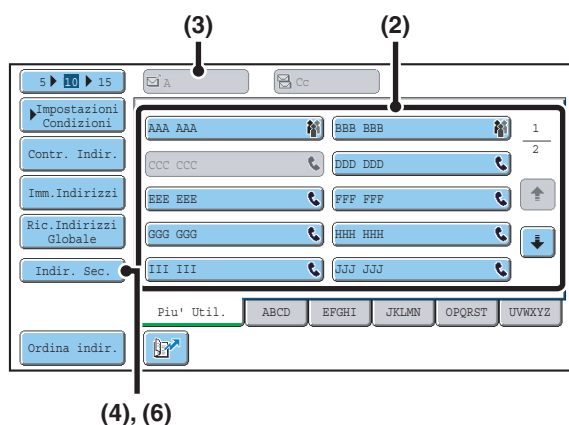 (3) (2)
5 10 15 A Cc
Impostazioni
Condizioni
AAA AAA BBB BBB 1
2
Contr. Indir. CCC CCC DDD DDD
Imm.Indirizzi EEE EEE FFF FFF
Ric.Indirizzi
Globale
GGG GGG HHH HHH
Indir. Sec. III III JJJ JJJ
Piu' Util. ABCD EFGHI JKLMN OPQRST UVWXYZ
Ordina indir.
(4), (6)